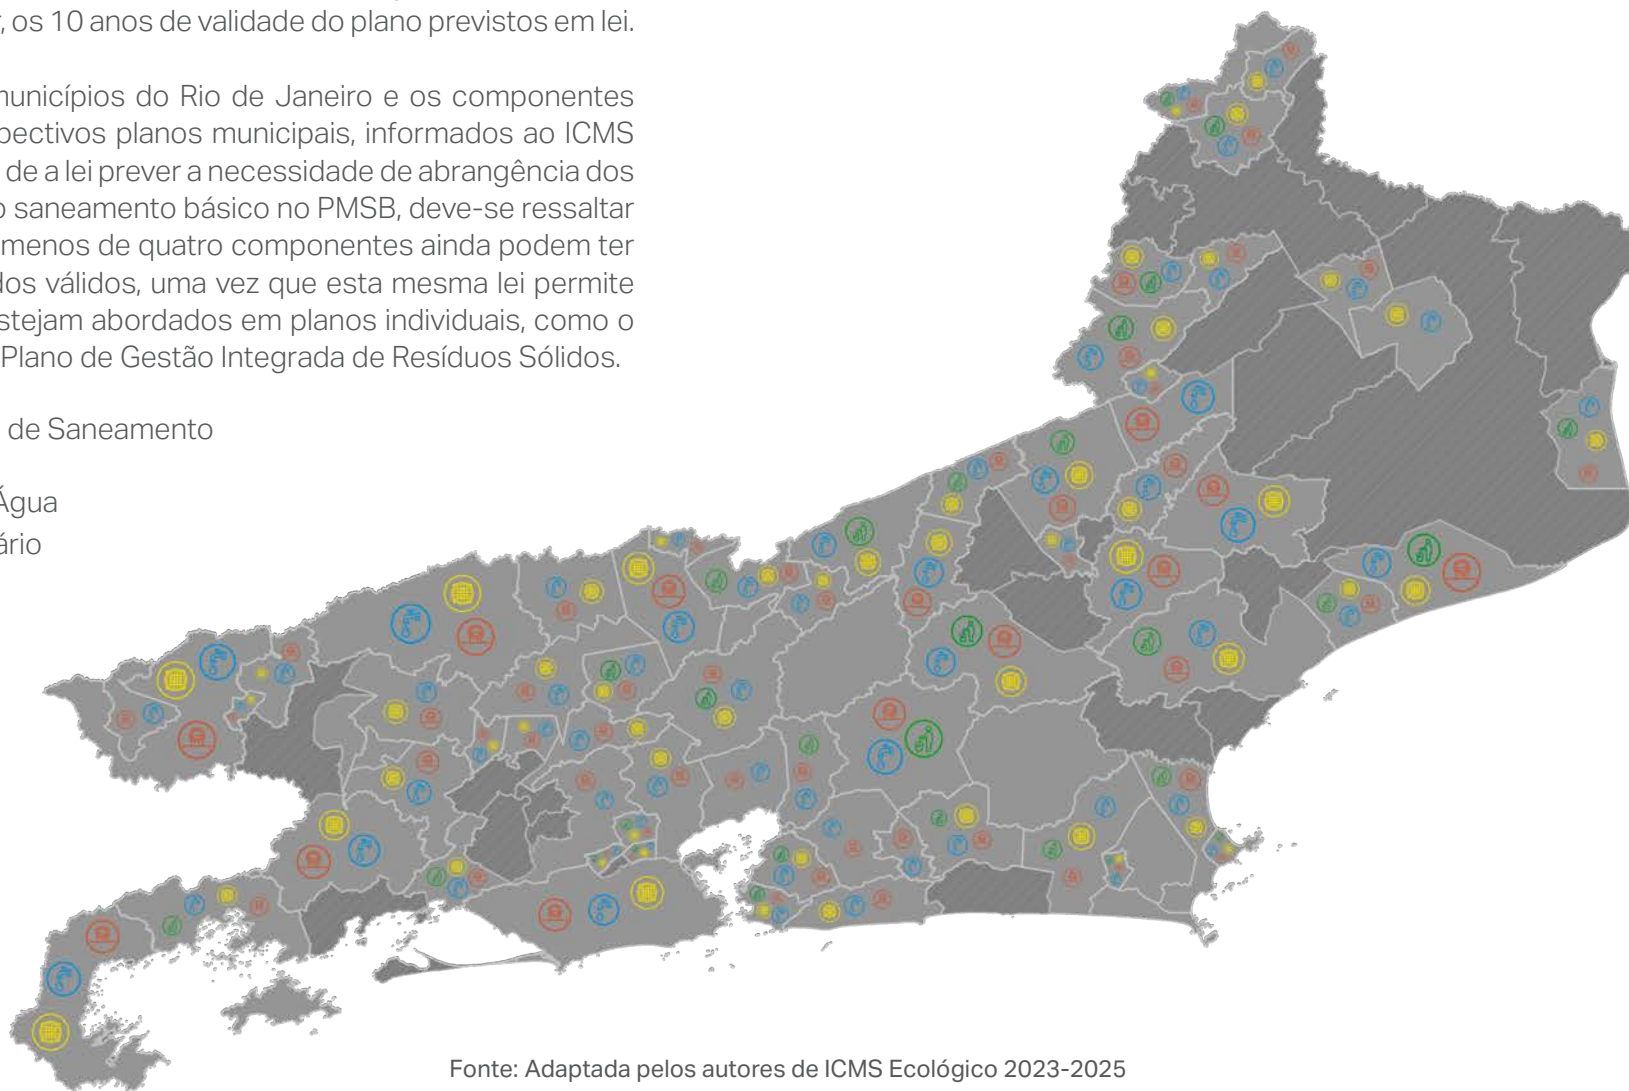 , os 10 anos de validade do plano previstos em lei.
municípios do Rio de Janeiro e os componentes
pectivos planos municipais, informados ao ICMS
de a lei prever a necessidade de abrangência dos
o saneamento básico no PMSB, deve-se ressaltar
menos de quatro componentes ainda podem ter
dos válidos, uma vez que esta mesma lei permite
estejam abordados em planos individuais, como o
Plano de Gestão Integrada de Resíduos Sólidos.
de Saneamento
Água
ário
Fonte: Adaptada pelos autores de ICMS Ecológico 2023-2025